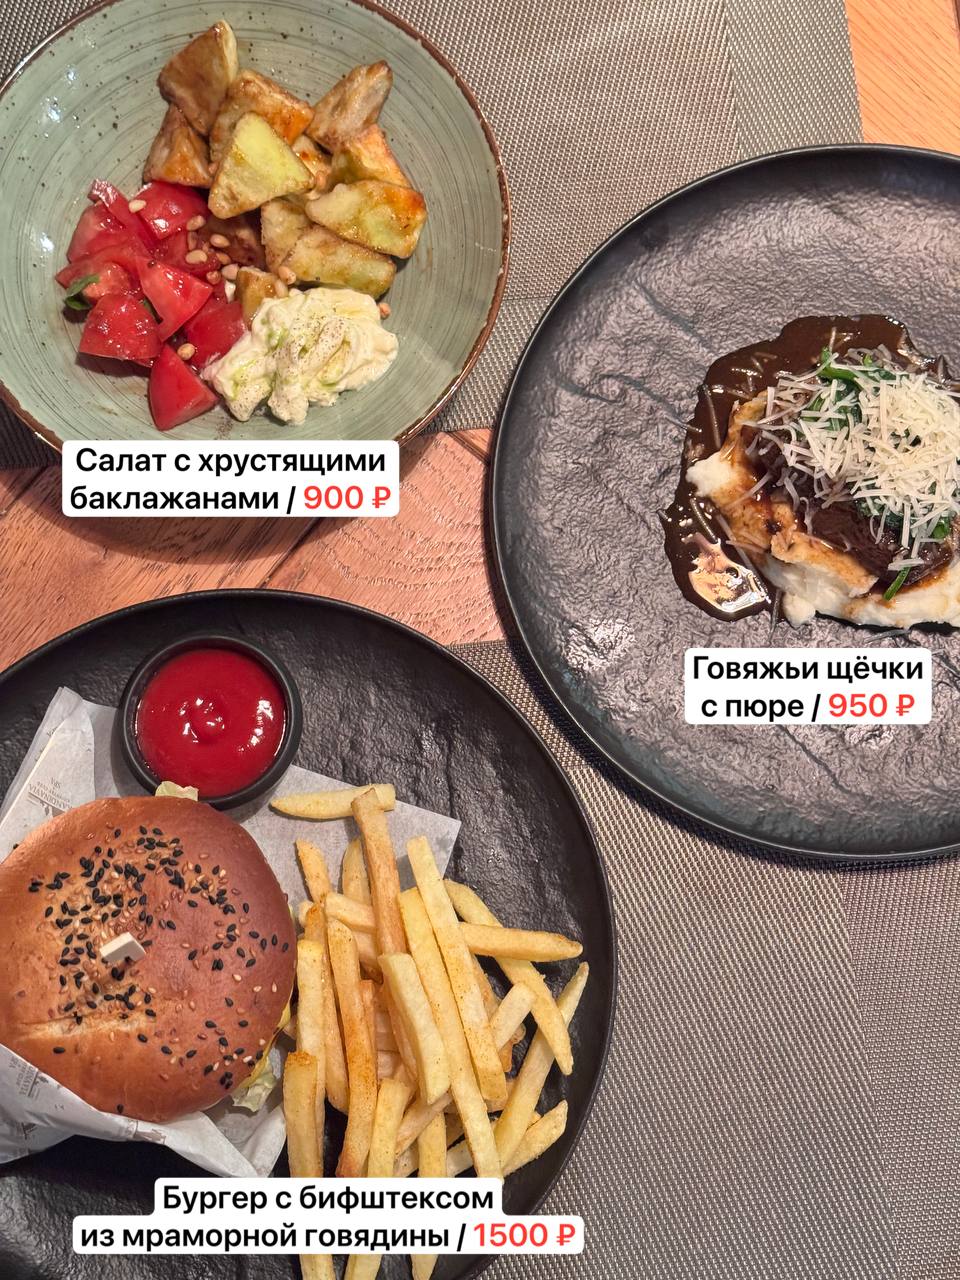 Салат с хрустящими
баклажанами / 900 ₽
Говяжьи щёчки
с пюре / 950 ₽
Бургер с бифштексом
из мраморной говядины / 1500 ₽